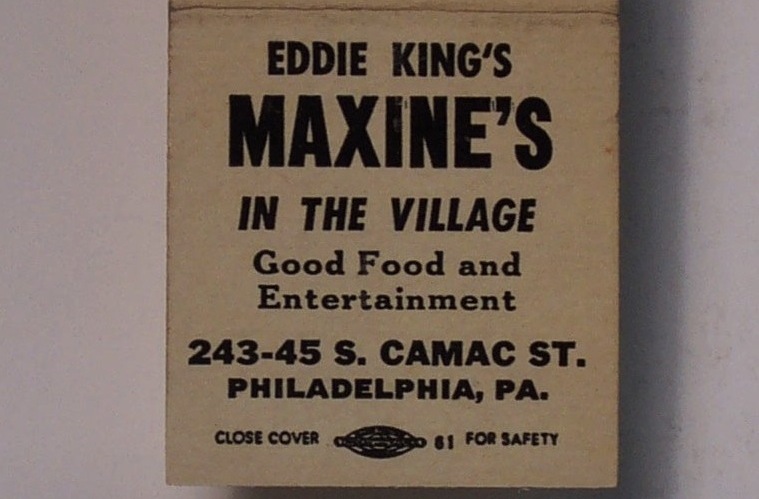 EDDIE KING'S
MAXINE'S
IN THE VILLAGE
Good Food and
Entertainment
243-45 S. CAMAC ST.
PHILADELPHIA, PA.
CLOSE COVER 61 FOR SAFETY